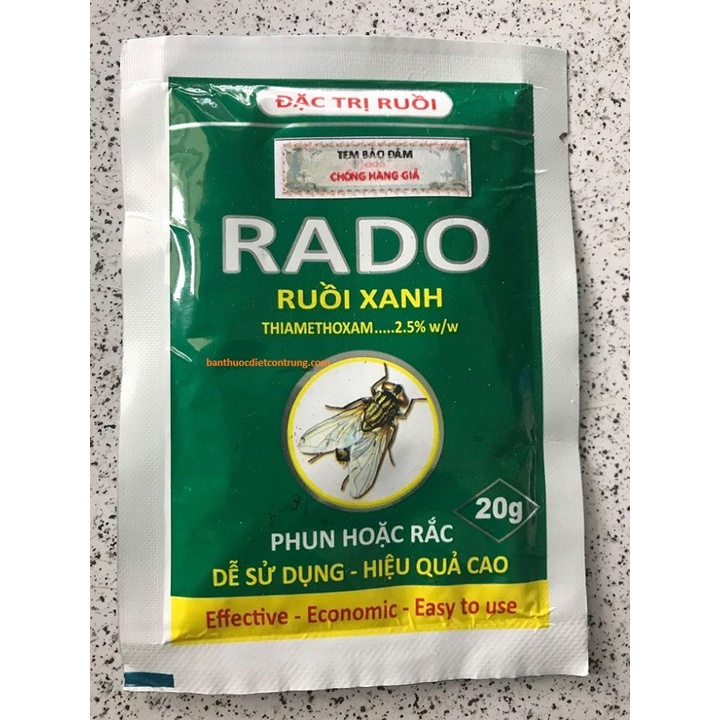 ĐẶC TRỊ RUỒI
TEM BẢO ĐẢM
CHỐNG HÀNG GIẢ
RADO
RUỒI XANH
THIAMETHOXAM.....2.5% w/w
banthuocdietcontrung.com
20g
PHUN HOẶC RẮC
DỄ SỬ DỤNG - HIỆU QUẢ CAO
Effective - Economic - Easy to use